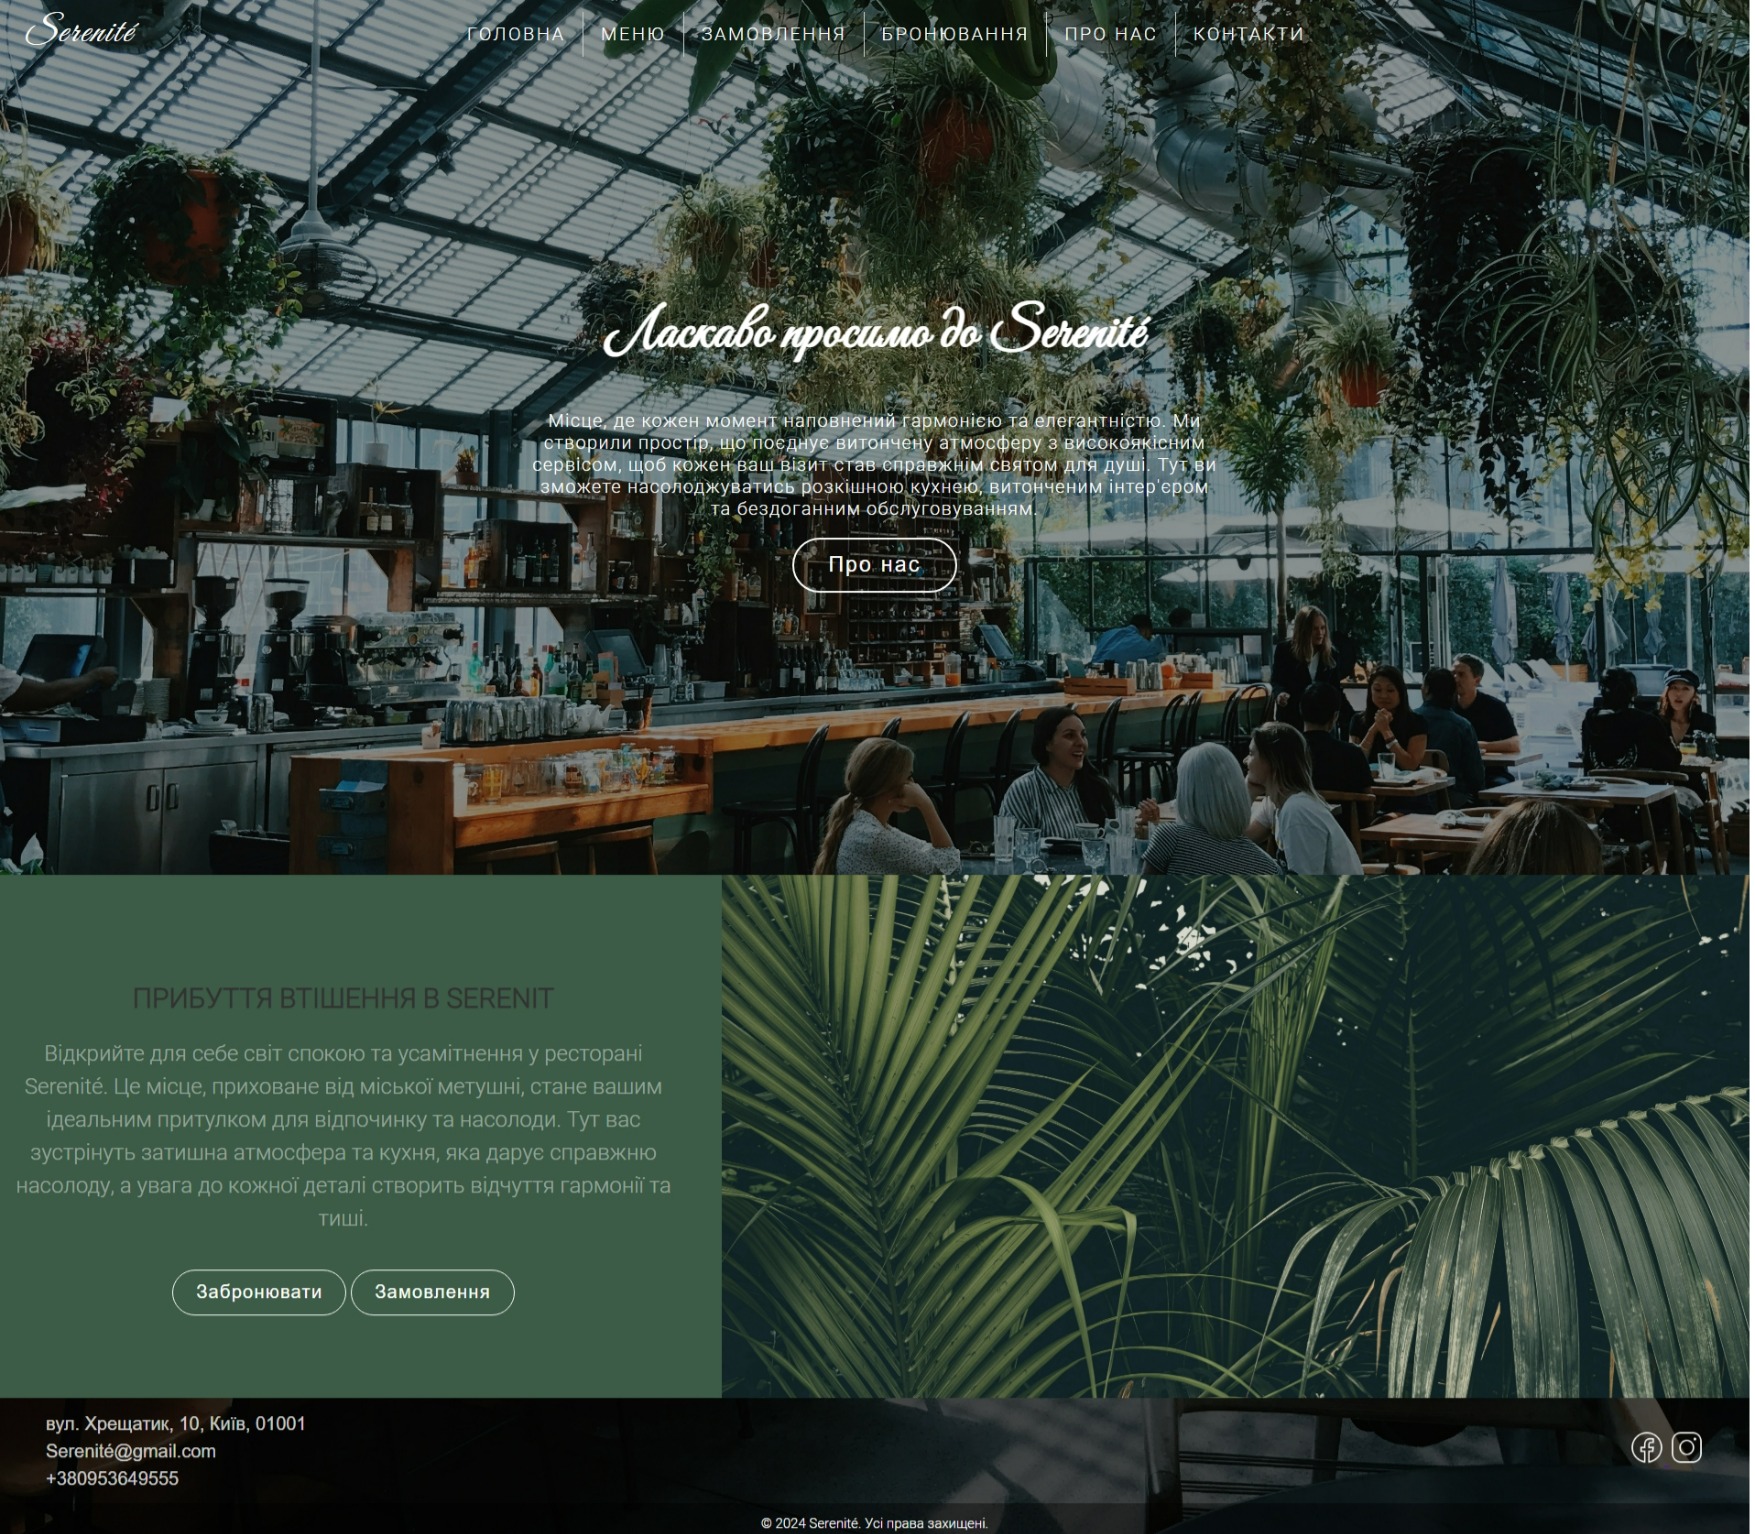 Serenité
ГОЛОВНА
МЕНЮ
ЗАМОВЛЕННЯ
БРОНЮВАННЯ
ПРО НАС
КОНТАКТИ
Ласкаво просимо до Serenité
Місце, де кожен момент наповнений гармонією та елегантністю. Ми
створили простір, що поєднує витончену атмосферу з високоякісним
сервісом, щоб кожен ваш візит став справжнім святом для душі. Тут ви
зможете насолоджуватись розкішною кухнею, витонченим інтер'єром
та бездоганним обслуговуванням.
Про нас
ПРИБУТТЯ ВТІШЕННЯ В SERENIT
Відкрийте для себе світ спокою та усамітнення у ресторані
Serenité. Це місце, приховане від міської метушні, стане вашим
ідеальним притулком для відпочинку та насолоди. Тут вас
зустрінуть затишна атмосфера та кухня, яка дарує справжню
насолоду, а увага до кожної деталі створить відчуття гармонії та
тиші.
Забронювати
Замовлення
вул. Хрещатик, 10, Київ, 01001
Serenité@gmail.com
+380953649555
© 2024 Serenité. Усі права захищені.